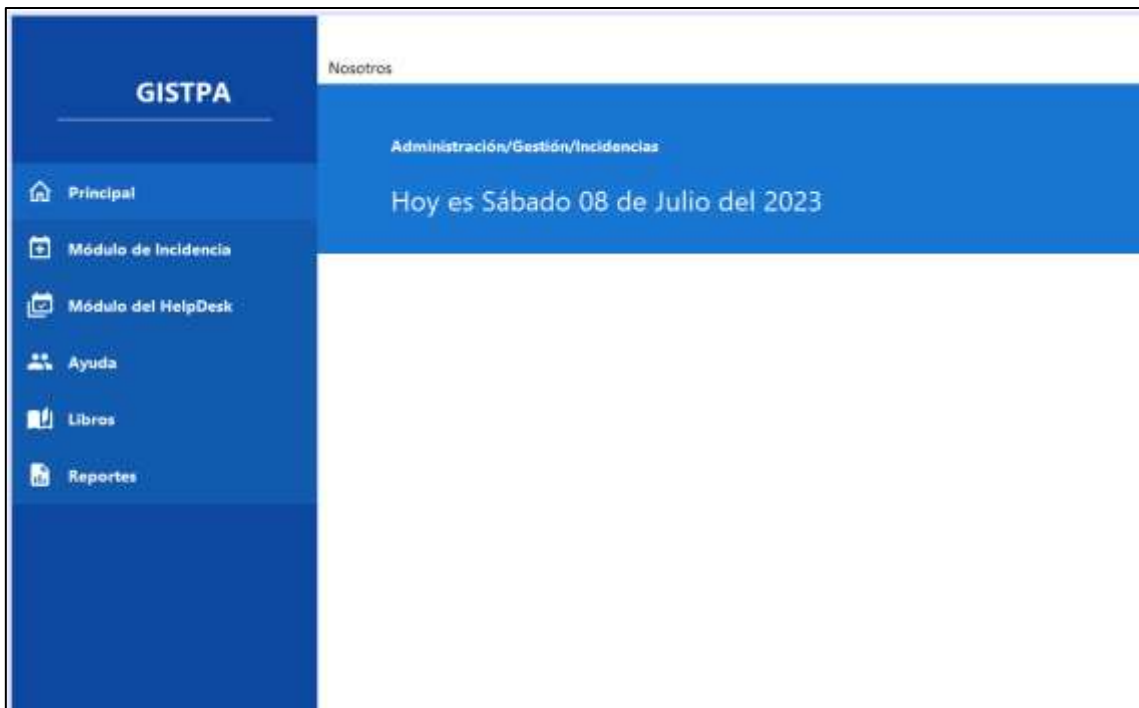 GISTPA
Principal
Módulo de Incidencia
Módulo del HelpDesk
Ayuda
Libros
Reportes
Nosotros
Administración/Gestión/Incidencias
Hoy es Sábado 08 de Julio del 2023